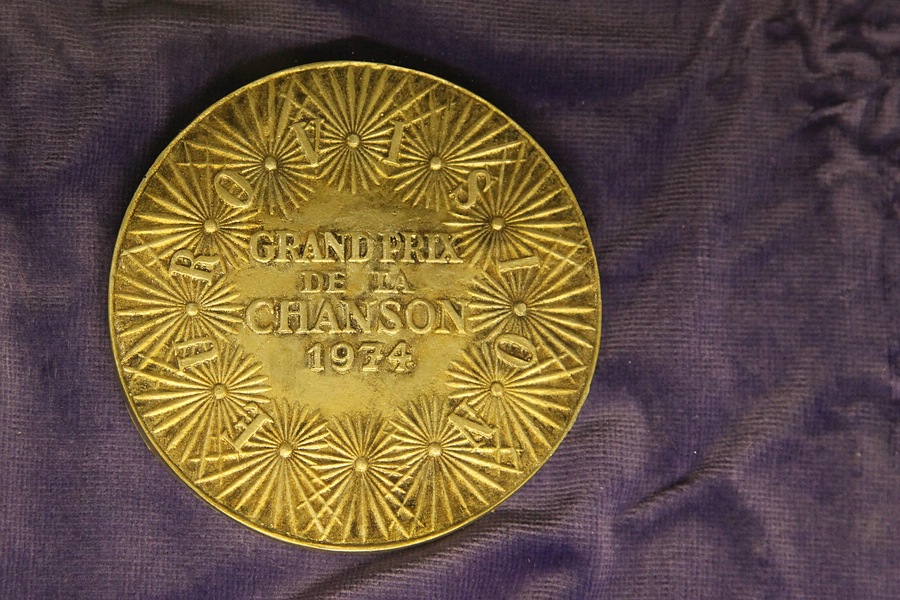 EUROVISION
GRAND PRIX
DE LA
CHANSON
1974